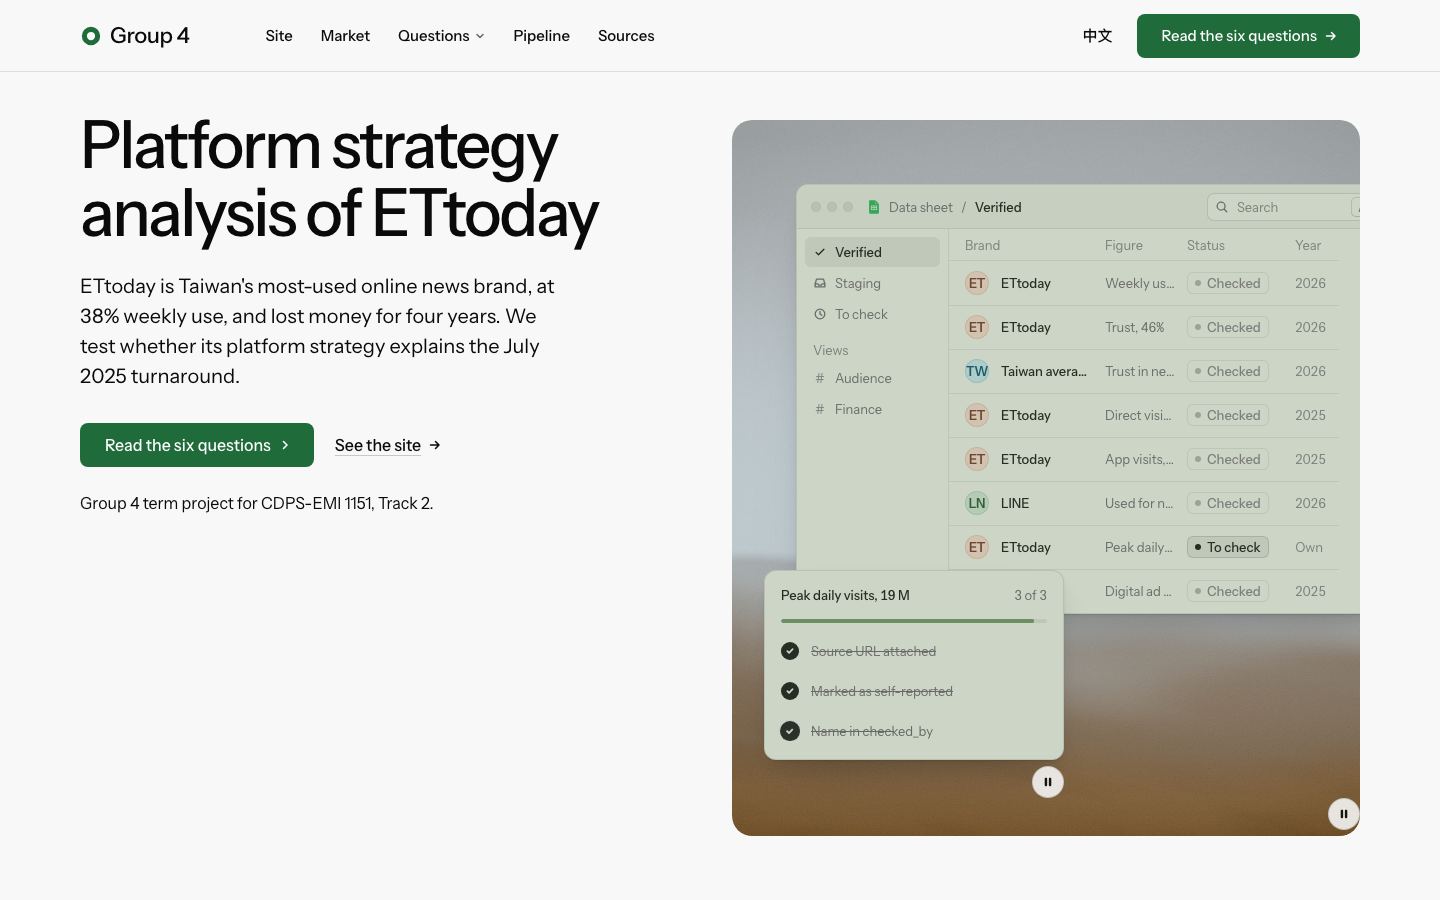 Group 4
Site
Market
Questions
Pipeline
Sources
中文
Read the six questions
Platform strategy
analysis of ETtoday
ETtoday is Taiwan's most-used online news brand, at
38% weekly use, and lost money for four years. We
test whether its platform strategy explains the July
2025 turnaround.
Read the six questions
See the site
Group 4 term project for CDPS-EMI 1151, Track 2.
Data sheet / Verified
Search
Verified
Staging
To check
Views
# Audience
# Finance
Brand Figure Status Year
ET ETtoday Weekly us... Checked 2026
ET ETtoday Trust, 46% Checked 2026
TW Taiwan avera... Trust in ne... Checked 2026
ET ETtoday Direct visi... Checked 2025
ET ETtoday App visits,... Checked 2025
LN LINE Used for n... Checked 2026
ET ETtoday Peak daily... To check Own
Digital ad ... Checked 2025
Peak daily visits, 19 M 3 of 3
Source URL attached
Marked as self-reported
Name in checked_by